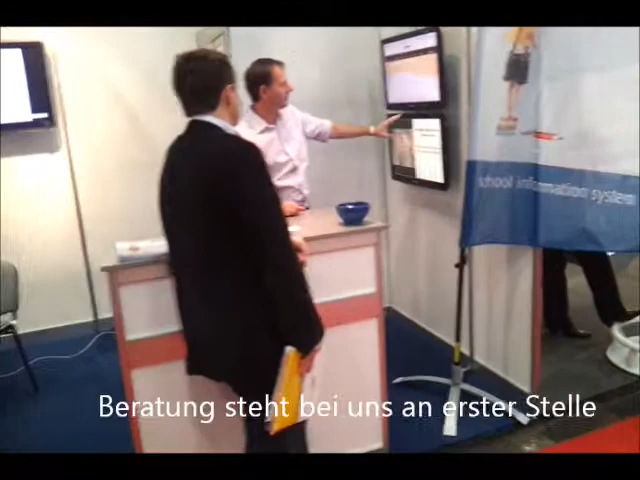 school information system
Beratung steht bei uns an erster Stelle